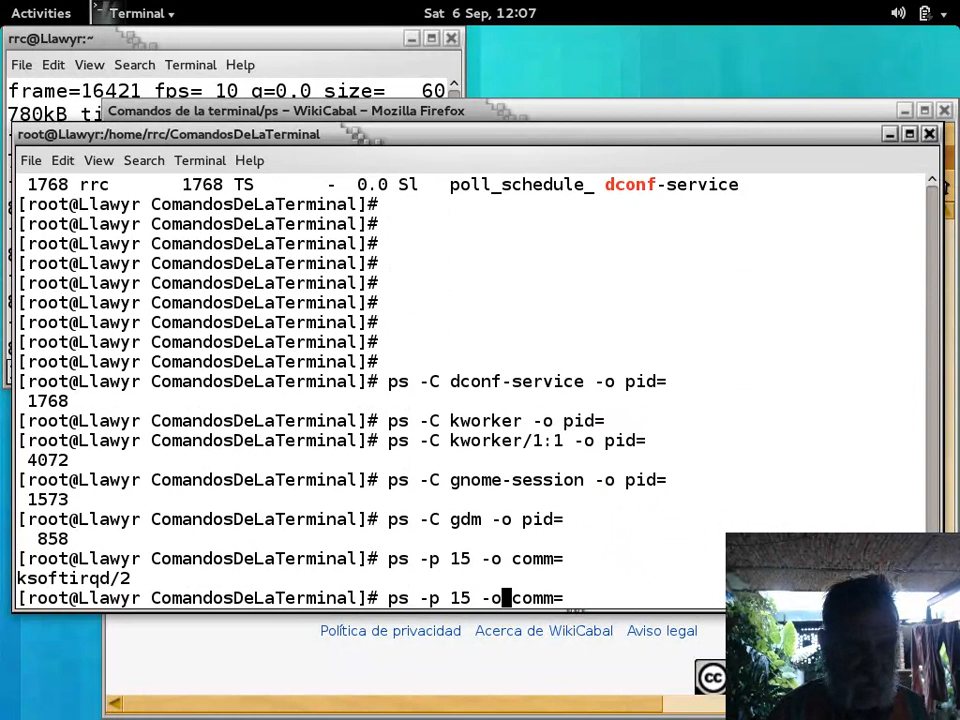 Activities Terminal Sat 6 Sep, 12:07
rrc@Llawyr:~
File Edit View Search Terminal Help
frame=16421 fps= 10 q=0.0 size= 60
780kB ti
Comandos de la terminal/ps – WikiCabal – Mozilla Firefox
root@Llawyr:/home/rrc/ComandosDeLaTerminal
File Edit View Search Terminal Help
1768 rrc 1768 TS - 0.0 Sl poll_schedule_ dconf-service
[root@Llawyr ComandosDeLaTerminal]#
[root@Llawyr ComandosDeLaTerminal]#
[root@Llawyr ComandosDeLaTerminal]#
[root@Llawyr ComandosDeLaTerminal]#
[root@Llawyr ComandosDeLaTerminal]#
[root@Llawyr ComandosDeLaTerminal]#
[root@Llawyr ComandosDeLaTerminal]#
[root@Llawyr ComandosDeLaTerminal]#
[root@Llawyr ComandosDeLaTerminal]#
[root@Llawyr ComandosDeLaTerminal]# ps -C dconf-service -o pid=
1768
[root@Llawyr ComandosDeLaTerminal]# ps -C kworker -o pid=
[root@Llawyr ComandosDeLaTerminal]# ps -C kworker/1:1 -o pid=
4072
[root@Llawyr ComandosDeLaTerminal]# ps -C gnome-session -o pid=
1573
[root@Llawyr ComandosDeLaTerminal]# ps -C gdm -o pid=
858
[root@Llawyr ComandosDeLaTerminal]# ps -p 15 -o comm=
ksoftirqd/2
[root@Llawyr ComandosDeLaTerminal]# ps -p 15 -o comm=
Política de privacidad Acerca de WikiCabal Aviso legal
cc